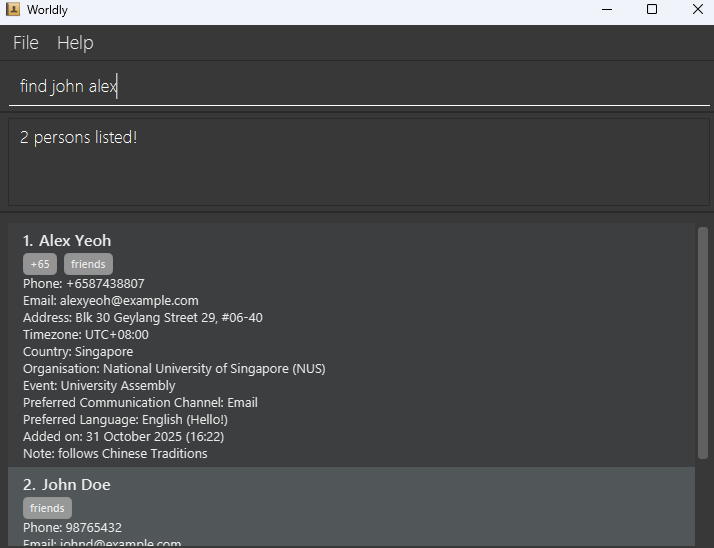 Worldly
File Help
find john alex
2 persons listed!
1. Alex Yeoh
+65 friends
Phone: +6587438807
Email: alexyeoh@example.com
Address: Blk 30 Geylang Street 29, #06-40
Timezone: UTC+08:00
Country: Singapore
Organisation: National University of Singapore (NUS)
Event: University Assembly
Preferred Communication Channel: Email
Preferred Language: English (Hello!)
Added on: 31 October 2025 (16:22)
Note: follows Chinese Traditions
2. John Doe
friends
Phone: 98765432
Email: johnd@example.com